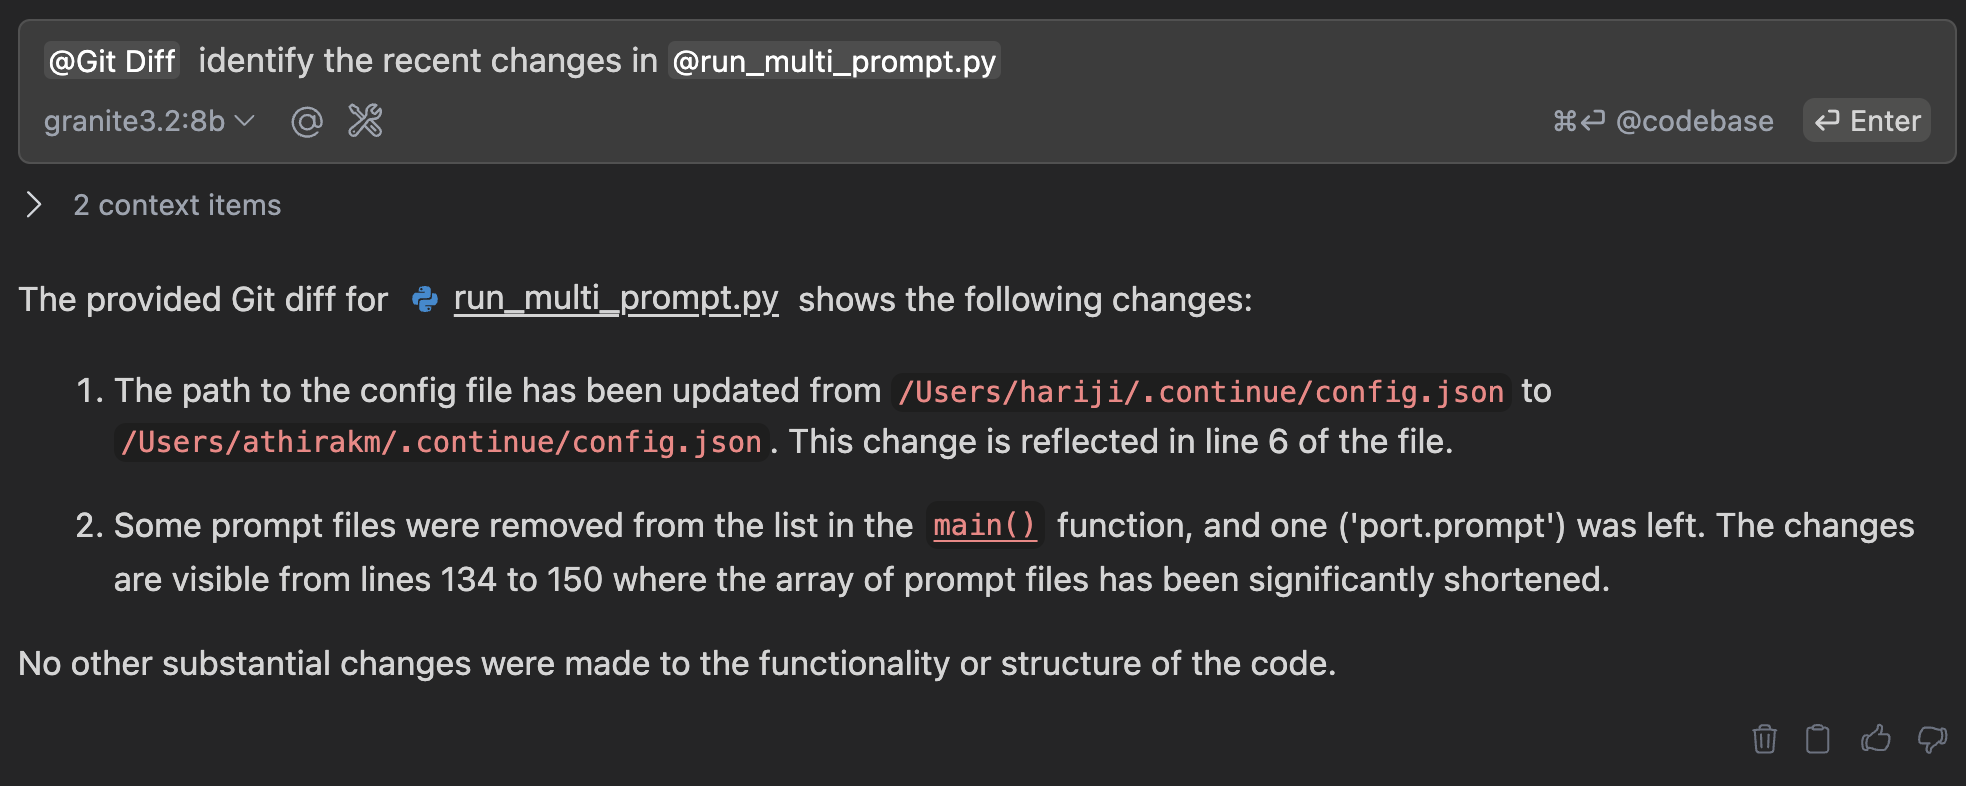 @Git Diff identify the recent changes in @run_multi_prompt.py
granite3.2:8b @codebase Enter
2 context items
The provided Git diff for run_multi_prompt.py shows the following changes:
1. The path to the config file has been updated from /Users/hariji/.continue/config.json to
/Users/athirakm/.continue/config.json. This change is reflected in line 6 of the file.
2. Some prompt files were removed from the list in the main() function, and one ('port.prompt') was left. The changes
are visible from lines 134 to 150 where the array of prompt files has been significantly shortened.
No other substantial changes were made to the functionality or structure of the code.